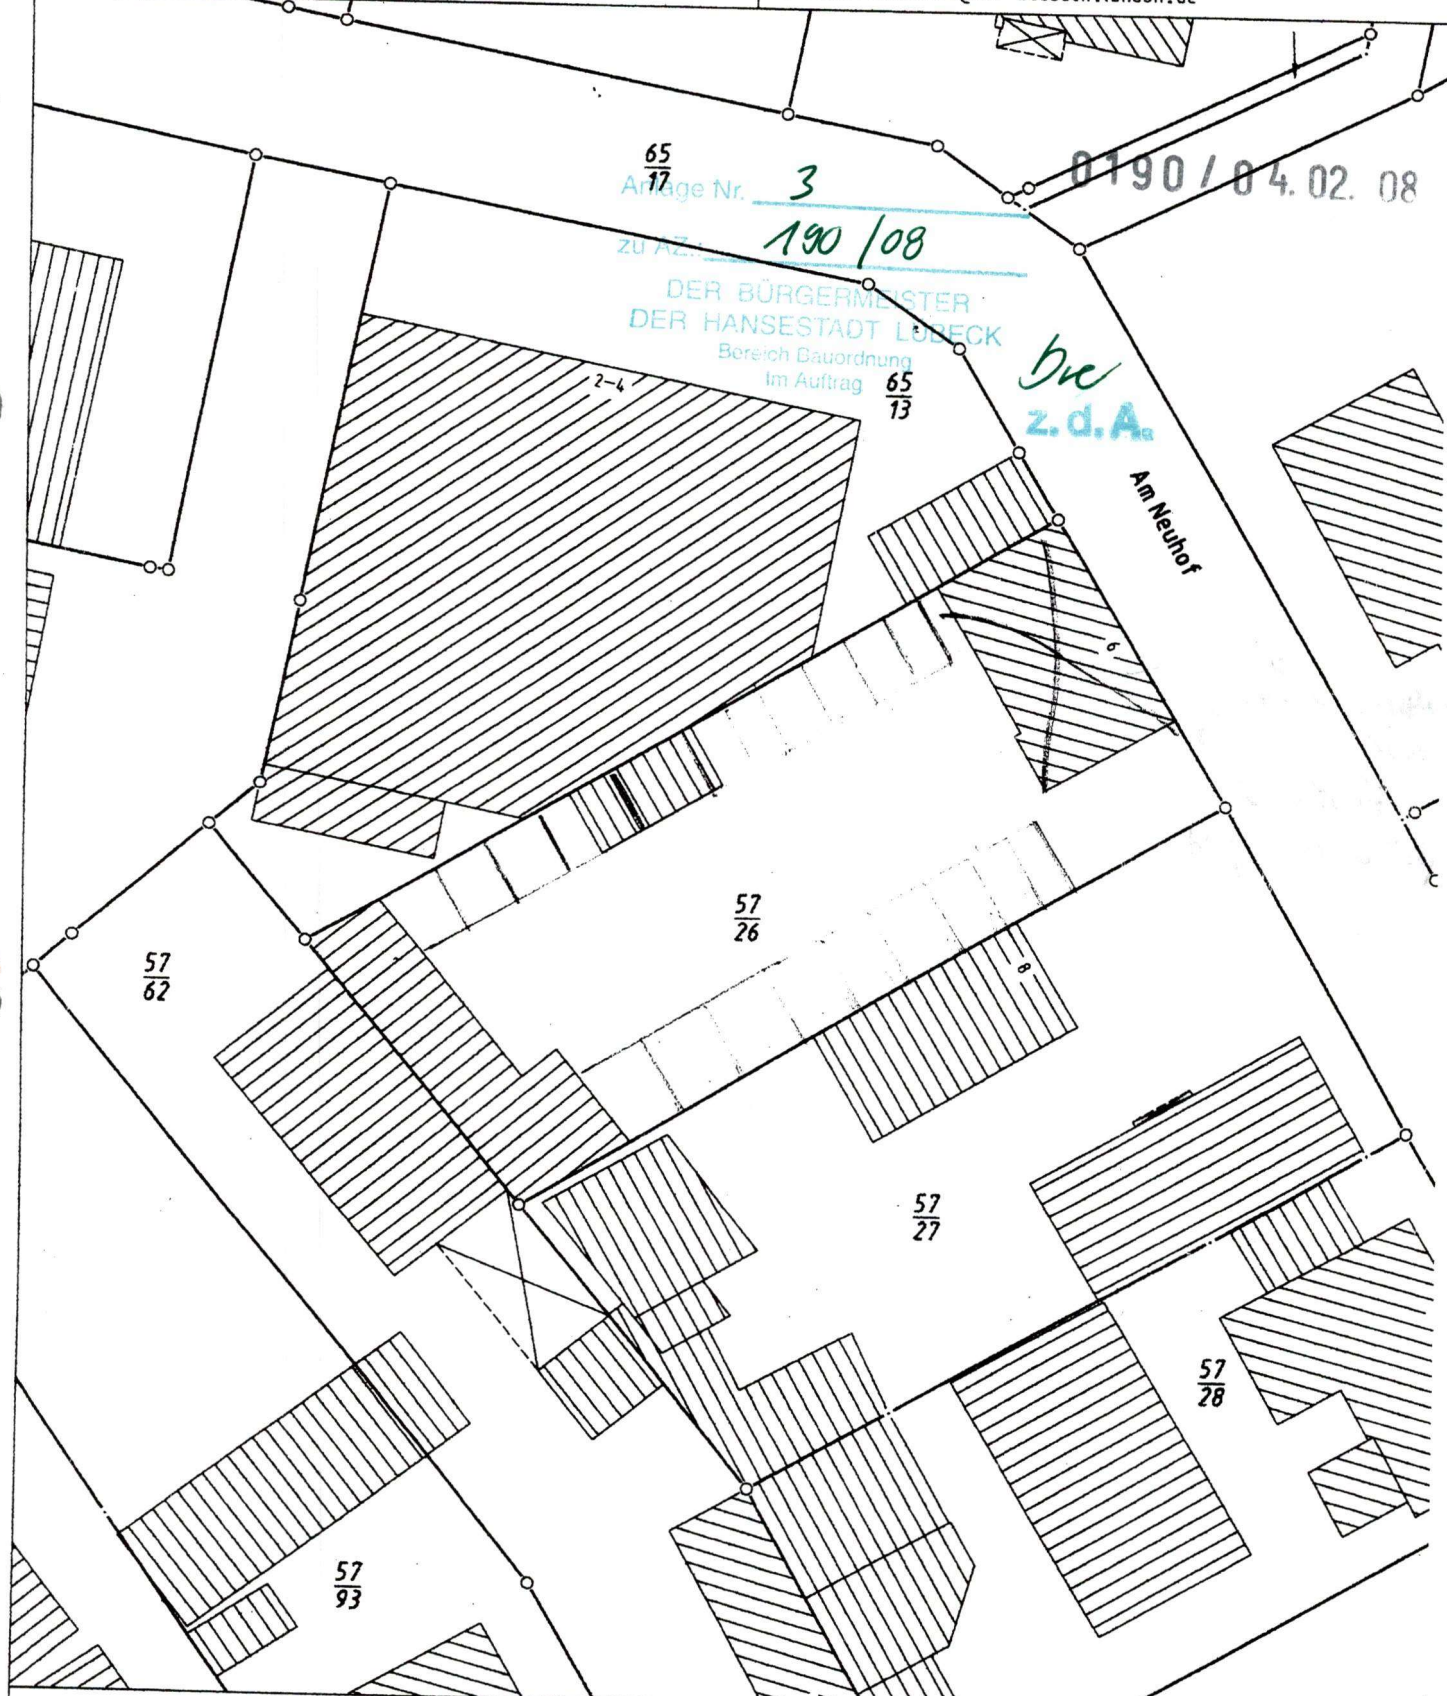 65
17
0190 / 04. 02. 08
Anlage Nr. 3
zu AZ.: 190 / 08
DER BÜRGERMEISTER
DER HANSESTADT LÜBECK
Bereich Bauordnung
Im Auftrag
z. d. A.
2-4
65
13
Am Neuhof
6
57
26
57
62
8
57
27
57
28
57
93